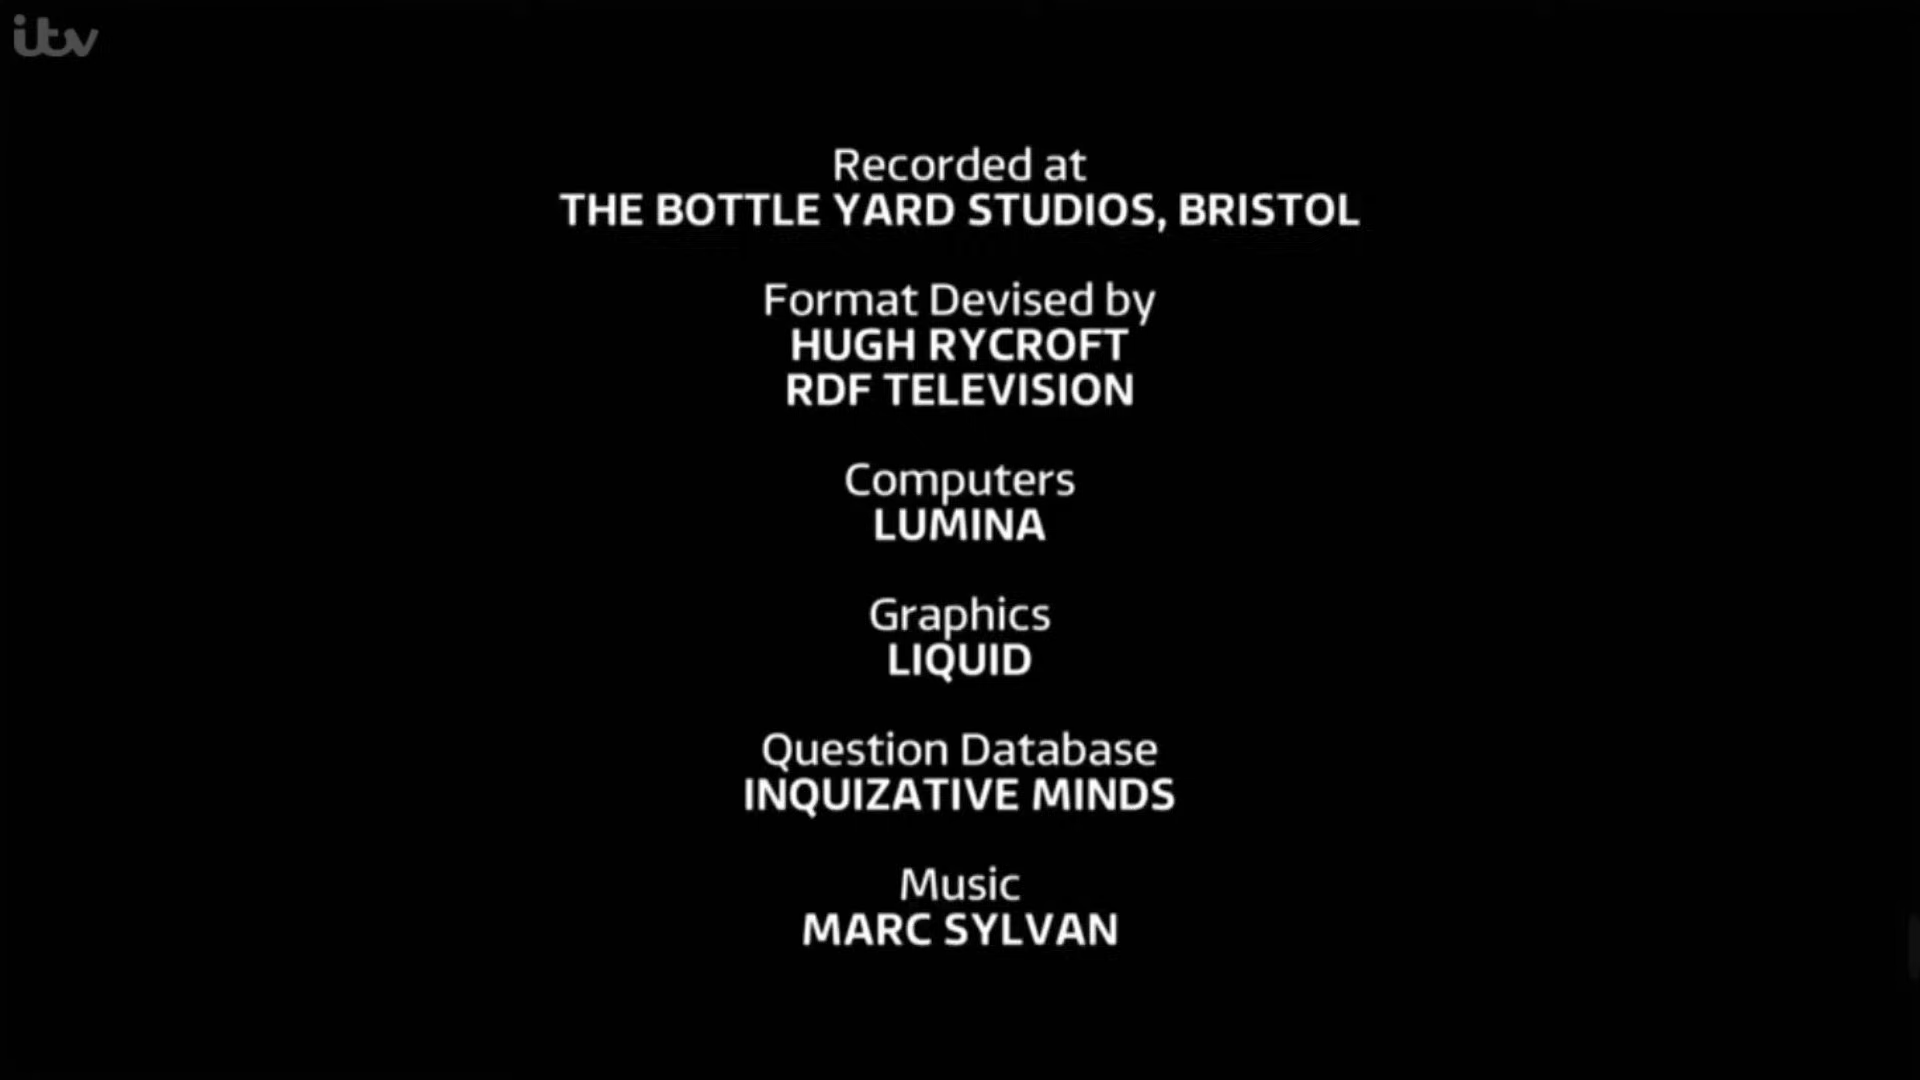 itv
Recorded at
THE BOTTLE YARD STUDIOS, BRISTOL
Format Devised by
HUGH RYCROFT
RDF TELEVISION
Computers
LUMINA
Graphics
LIQUID
Question Database
INQUIZATIVE MINDS
Music
MARC SYLVAN